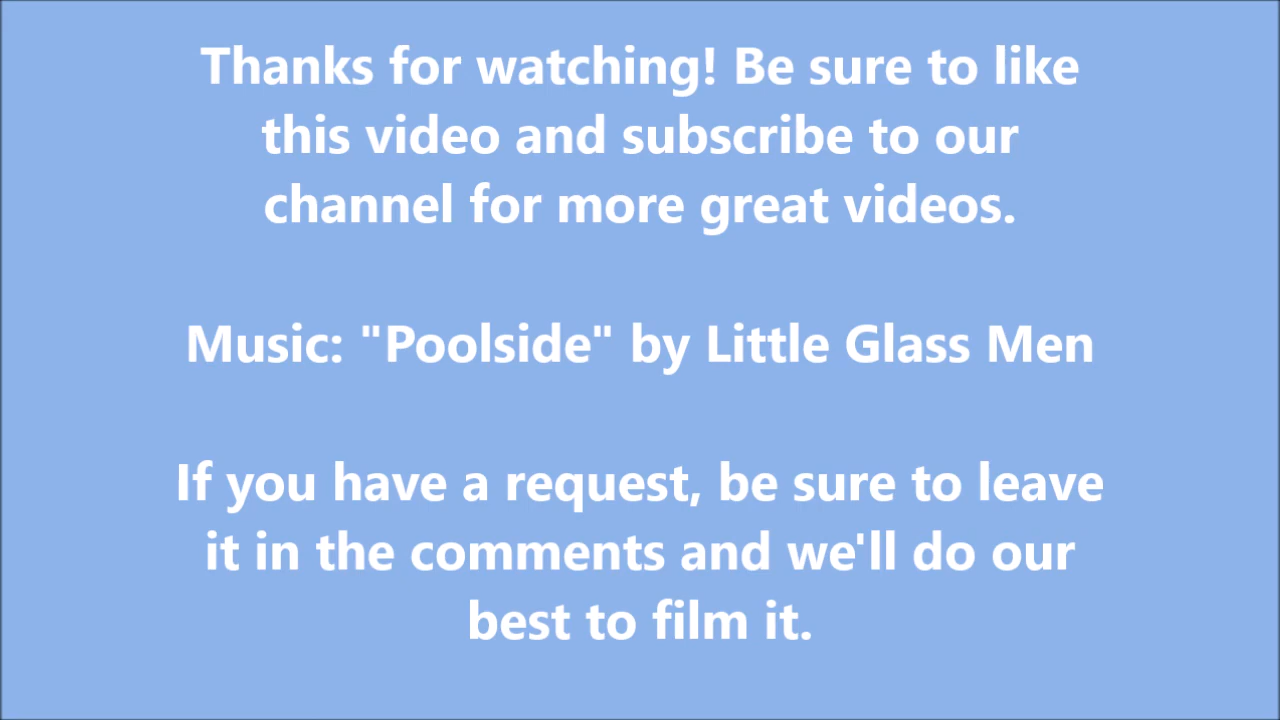 Thanks for watching! Be sure to like
this video and subscribe to our
channel for more great videos.
Music: "Poolside" by Little Glass Men
If you have a request, be sure to leave
it in the comments and we'll do our
best to film it.